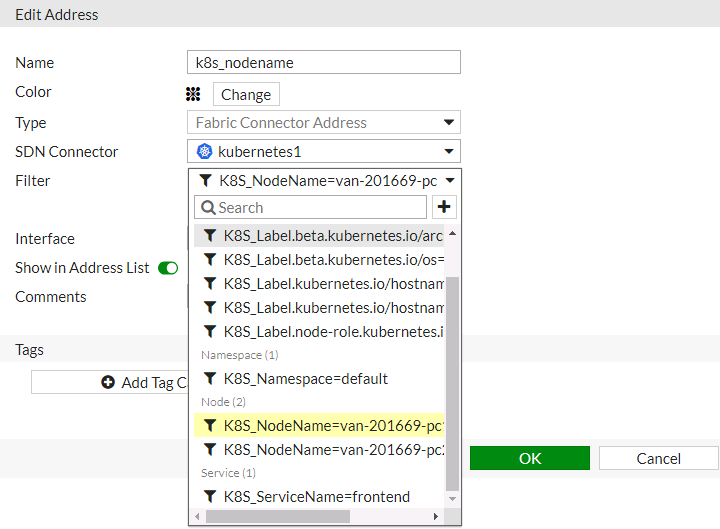 Edit Address
Name k8s_nodename
Color Change
Type Fabric Connector Address
SDN Connector kubernetes1
Filter K8S_NodeName=van-201669-pc
Search
K8S_Label.beta.kubernetes.io/arc
Interface
K8S_Label.beta.kubernetes.io/os=
Show in Address List
K8S_Label.kubernetes.io/hostnam
Comments
K8S_Label.kubernetes.io/hostnam
K8S_Label.node-role.kubernetes.i
Tags
Namespace (1)
Add Tag Ca
K8S_Namespace=default
Node (2)
K8S_NodeName=van-201669-pc
K8S_NodeName=van-201669-pc2
Service (1)
K8S_ServiceName=frontend
OK Cancel